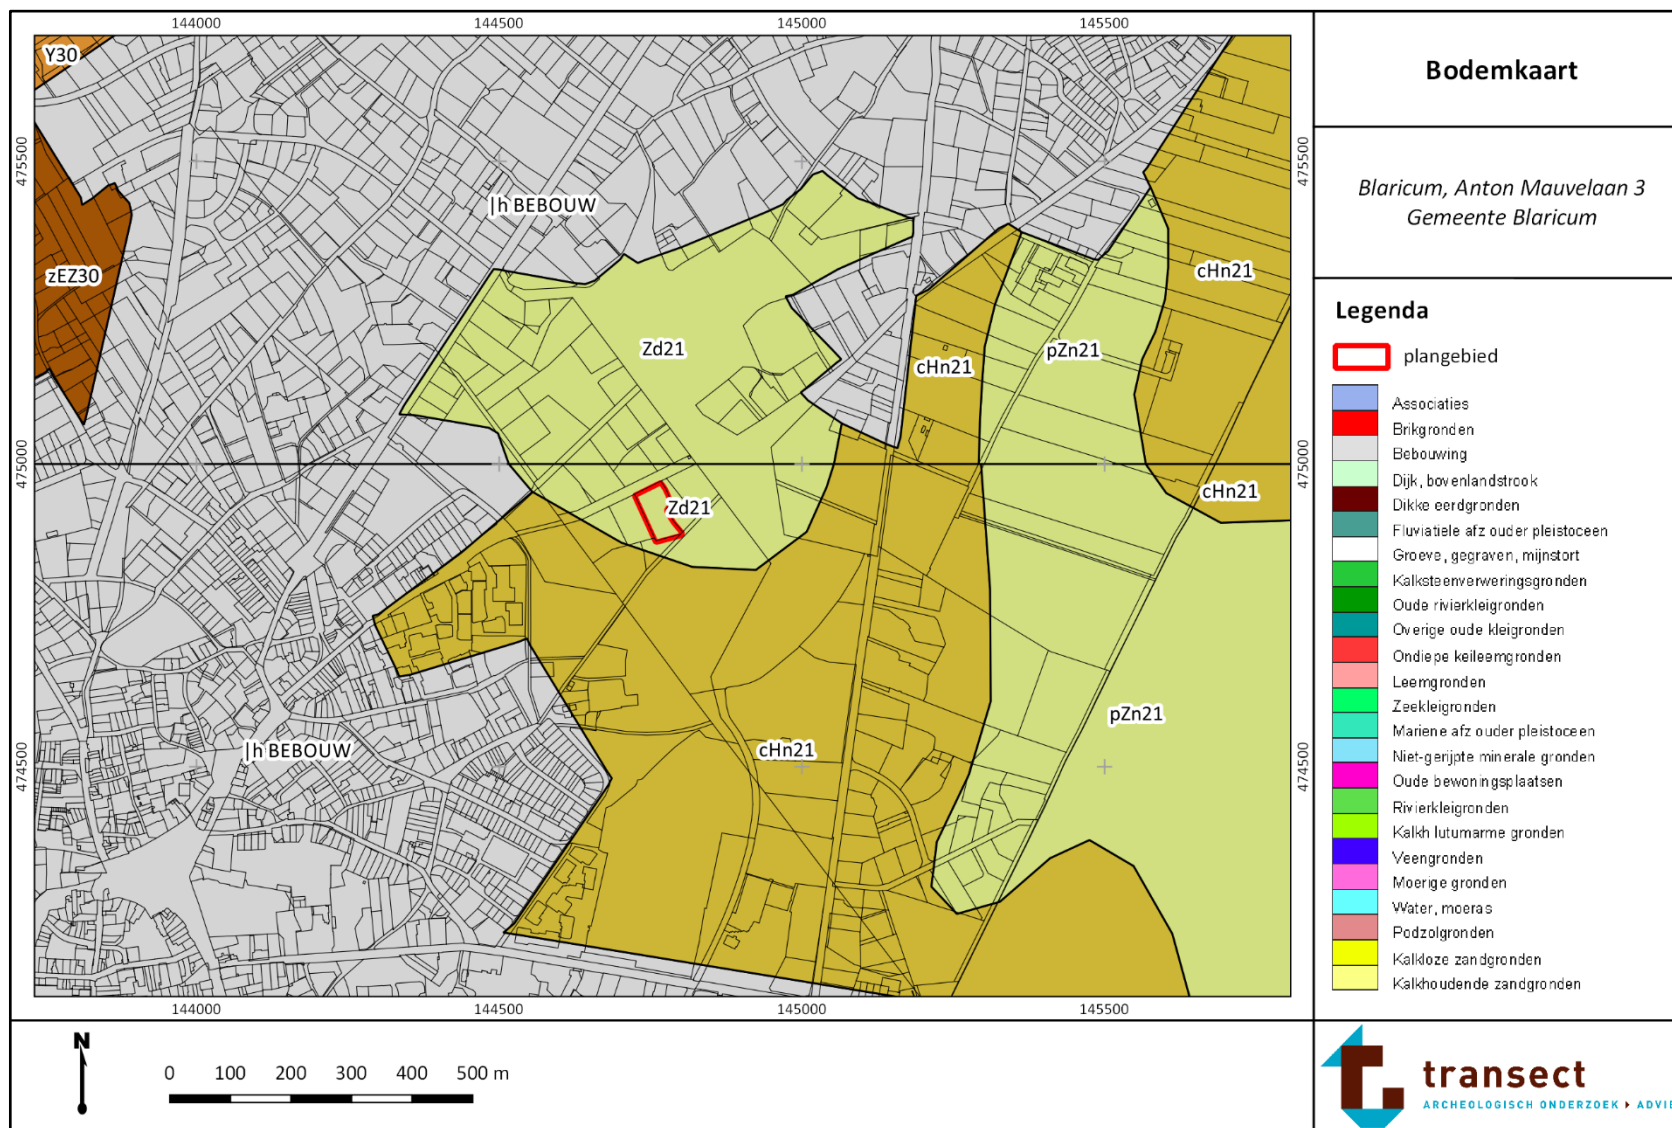 144000 144500 145000 145500
Y30
475500 475500
|h BEBOUW
zEZ30
cHn21
Zd21
pZn21
cHn21
475000 475000
cHn21
Zd21
pZn21
|h BEBOUW
cHn21
474500 474500
144000 144500 145000 145500
N
0 100 200 300 400 500 m
Bodemkaart
Blaricum, Anton Mauvelaan 3
Gemeente Blaricum
Legenda
plangebied
Associaties
Brikgronden
Bebouwing
Dijk, bovenlandstrook
Dikke eerdgronden
Fluviatiele afz ouder pleistoceen
Groeve, gegraven, mijnstort
Kalksteenverweringsgronden
Oude rivierkleigronden
Overige oude kleigronden
Ondiepe keileemgronden
Leemgronden
Zeekleigronden
Mariene afz ouder pleistoceen
Niet-gerijpte minerale gronden
Oude bewoningsplaatsen
Rivierkleigronden
Kalkh lutumarme gronden
Veengronden
Moerige gronden
Water, moeras
Podzolgronden
Kalkloze zandgronden
Kalkhoudende zandgronden
transect
ARCHEOLOGISCH ONDERZOEK ▸ ADVIE